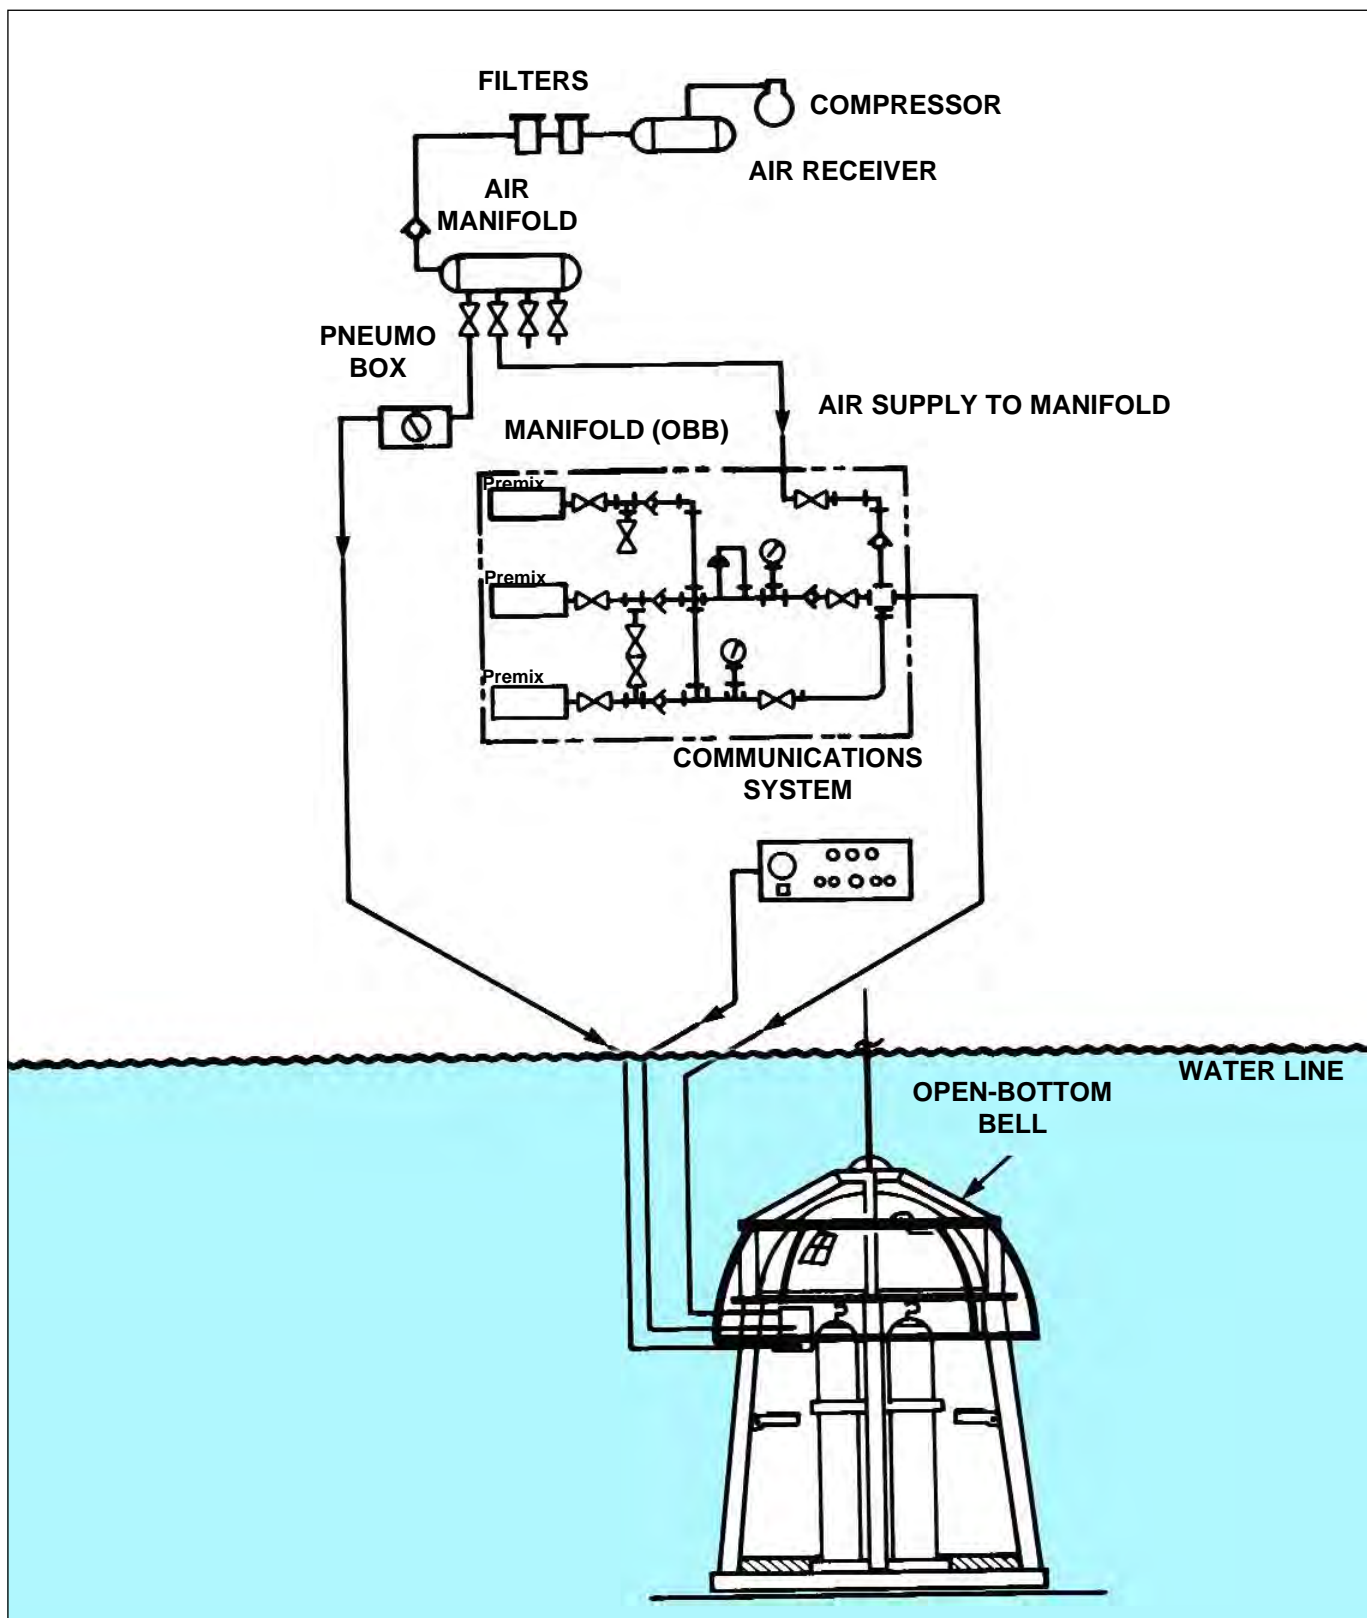 FILTERS
COMPRESSOR
AIR RECEIVER
AIR
MANIFOLD
PNEUMO
BOX
AIR SUPPLY TO MANIFOLD
MANIFOLD (OBB)
Premix
Premix
Premix
COMMUNICATIONS
SYSTEM
WATER LINE
OPEN-BOTTOM
BELL